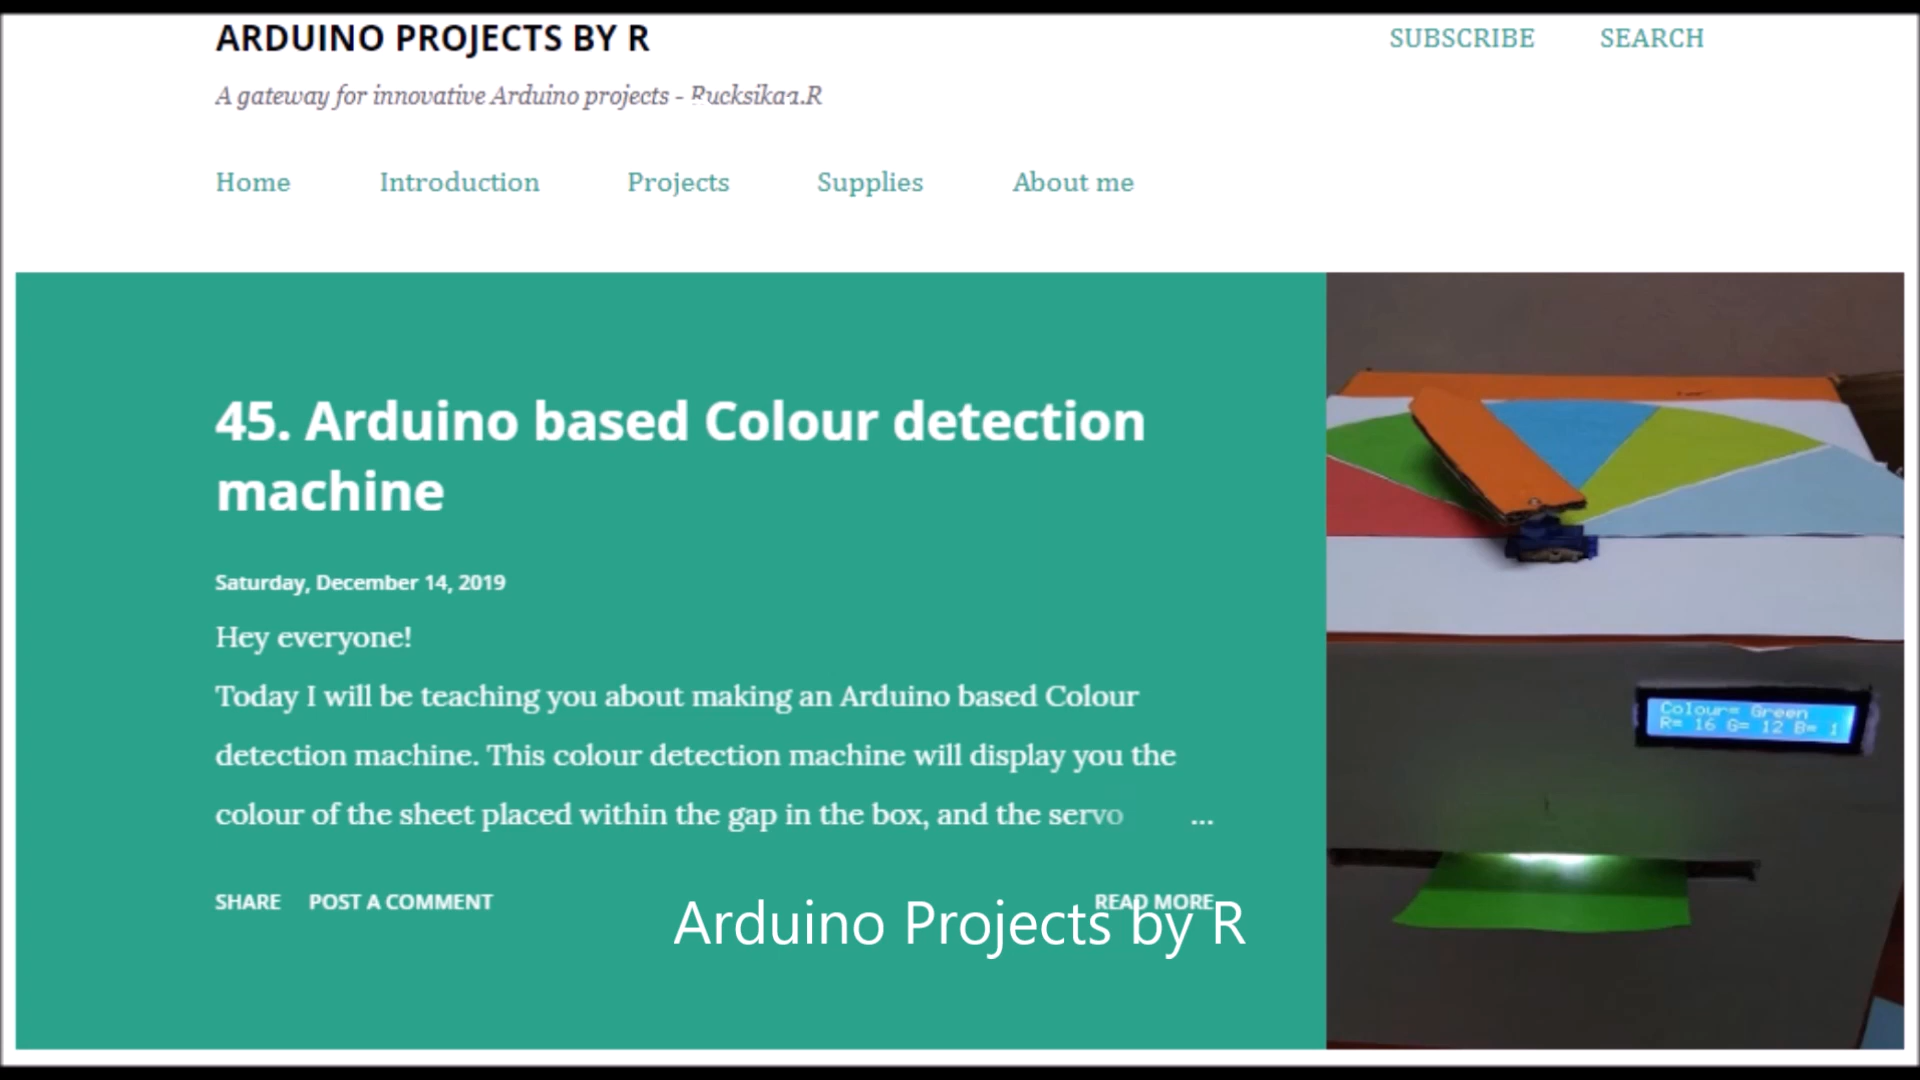 ARDUINO PROJECTS BY R
SUBSCRIBE
SEARCH
A gateway for innovative Arduino projects -
Home
Introduction
Projects
Supplies
About me
45. Arduino based Colour detection
machine
Saturday, December 14, 2019
Hey everyone!
Today I will be teaching you about making an Arduino based Colour
detection machine. This colour detection machine will display you the
colour of the sheet placed within the gap in the box, and the servo ...
SHARE
POST A COMMENT
READ MORE
Arduino Projects by R
Colour= Green
R= 16 G= 12 B= 1